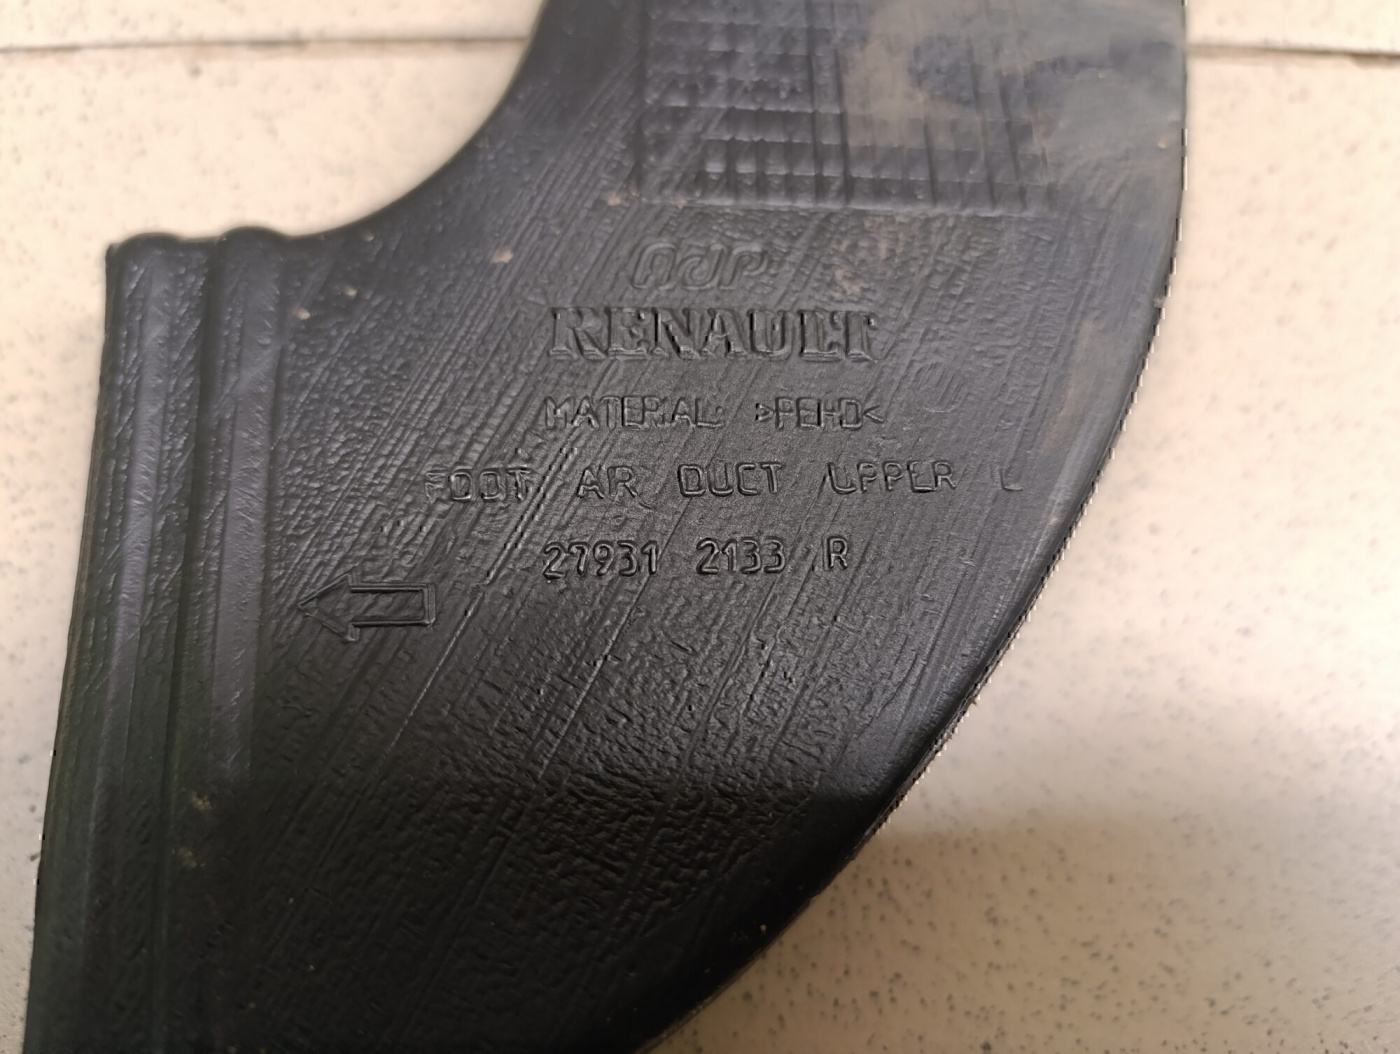 RENAULT
MATERIAL: >PEHD<
FOOT AIR DUCT UPPER L
27931 2133 R